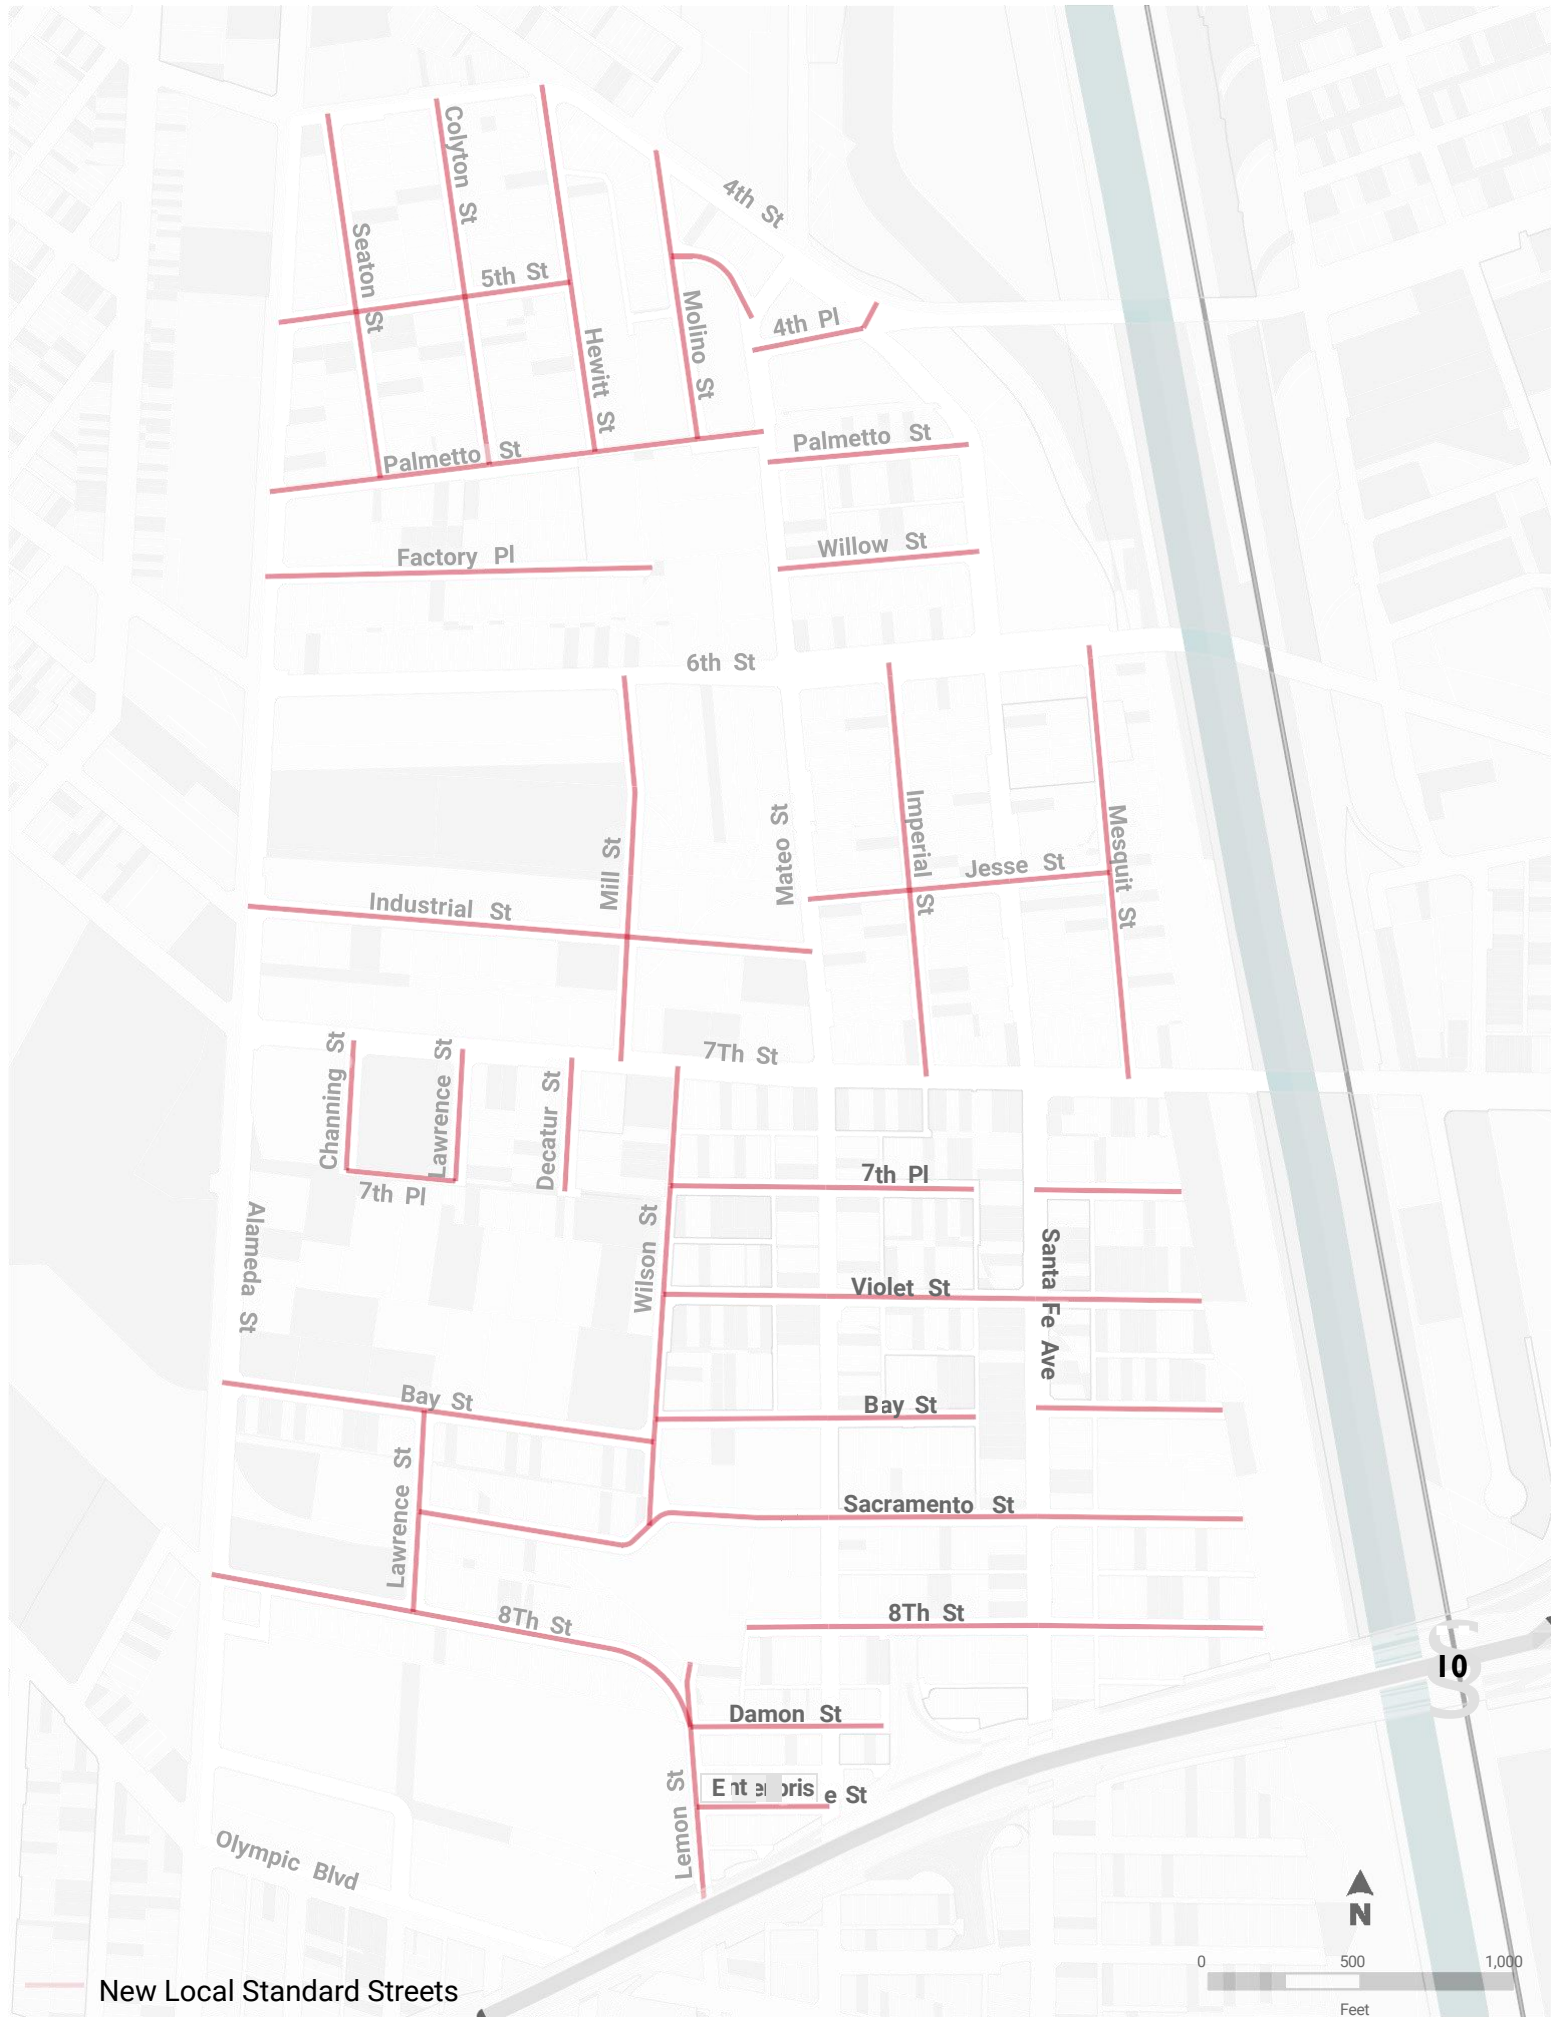 Colyton St
4th St
Seaton St
5th St
Molino St
4th Pl
Hewitt St
Palmetto St
Palmetto St
Factory Pl
Willow St
6th St
Imperial St
Mateo St
Mesquit St
Mill St
Jesse St
Industrial St
Channing St
Lawrence St
7Th St
Decatur St
7th Pl
7th Pl
Alameda St
Wilson St
Santa Fe Ave
Violet St
Bay St
Bay St
Lawrence St
Sacramento St
8Th St
8Th St
10
Damon St
Lemon St
Enterprise St
Olympic Blvd
N
0 500 1,000
Feet
New Local Standard Streets